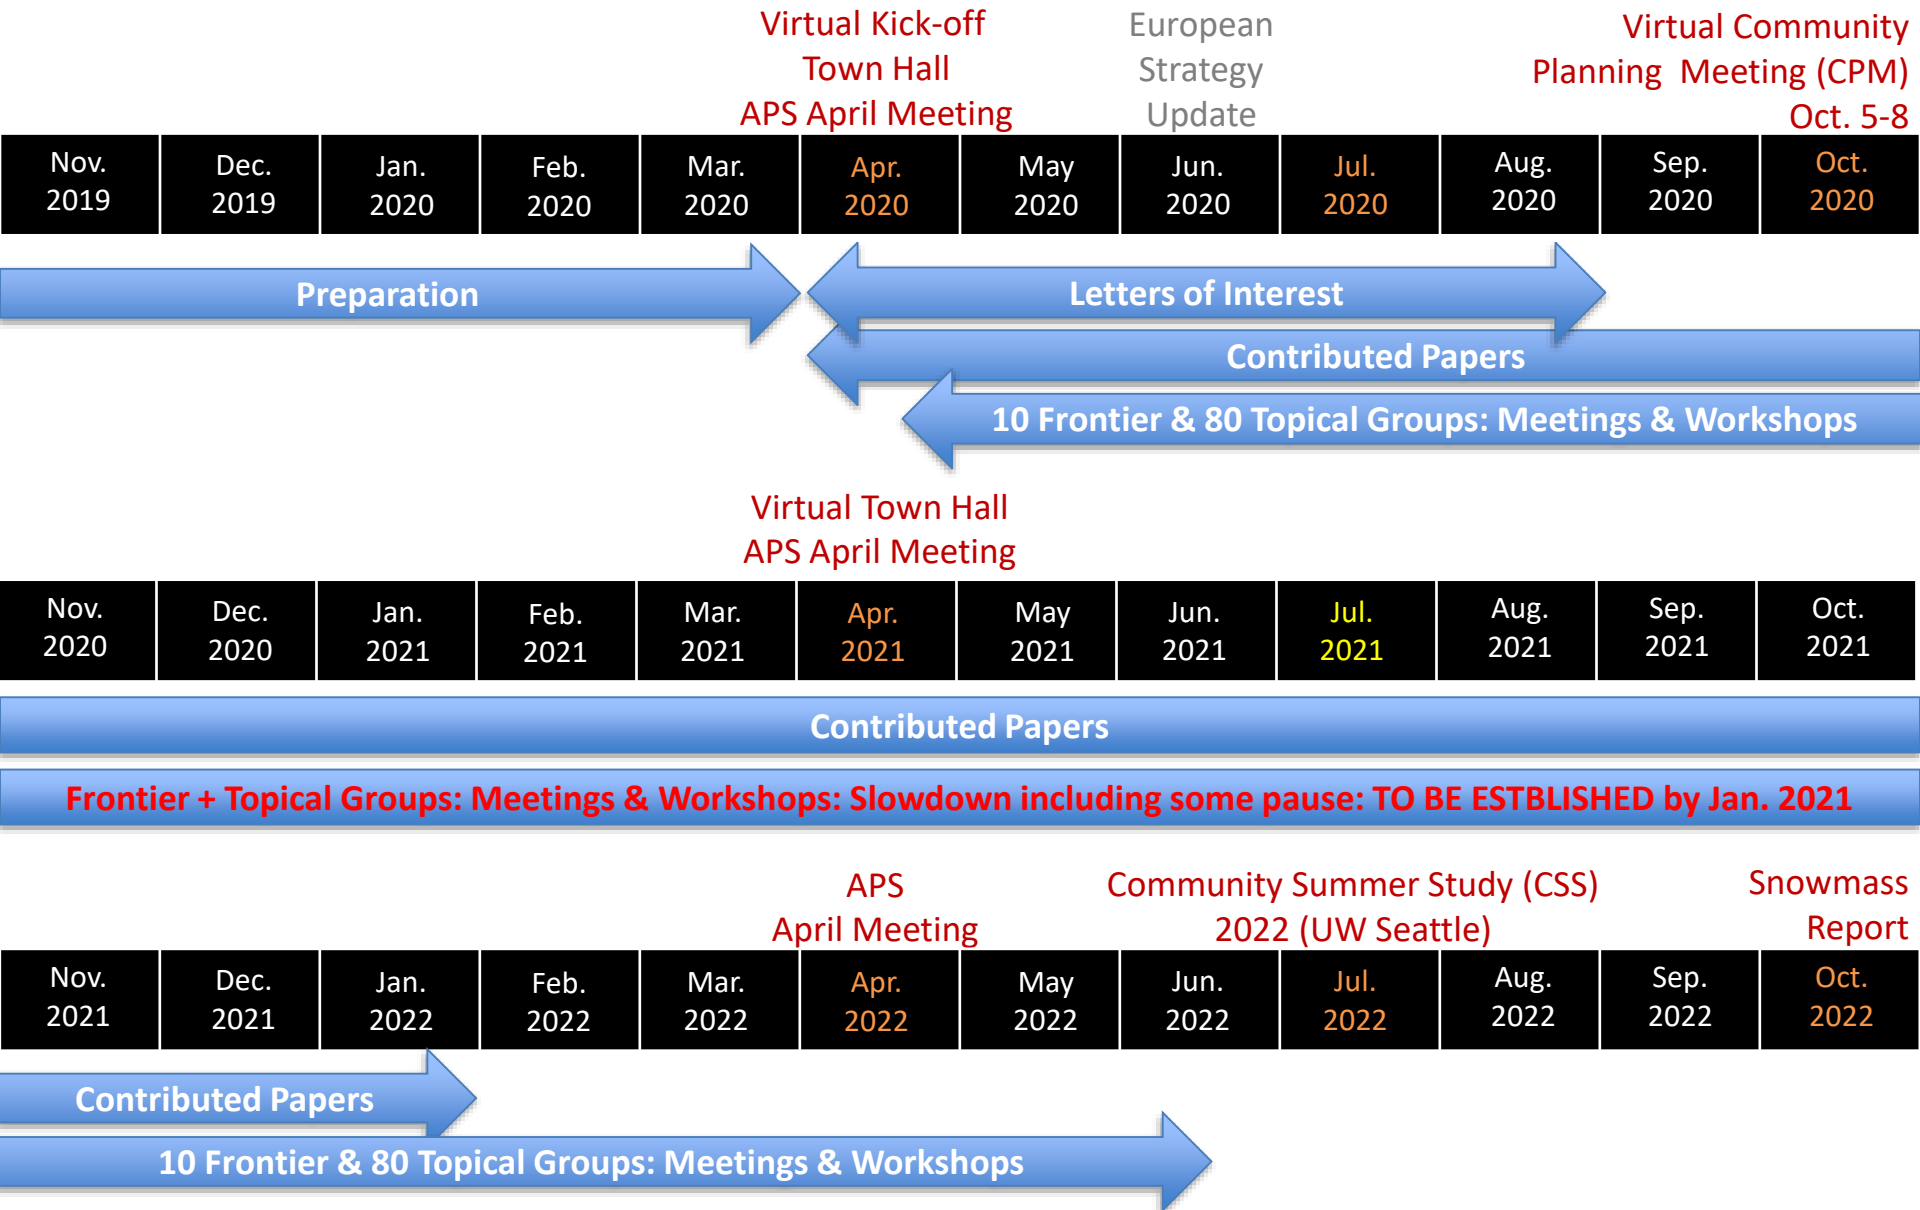 Virtual Kick-off
Town Hall
APS April Meeting
European
Strategy
Update
Virtual Community
Planning Meeting (CPM)
Oct. 5-8
Nov.
2019
Dec.
2019
Jan.
2020
Feb.
2020
Mar.
2020
Apr.
2020
May
2020
Jun.
2020
Jul.
2020
Aug.
2020
Sep.
2020
Oct.
2020
Preparation
Letters of Interest
Contributed Papers
10 Frontier & 80 Topical Groups: Meetings & Workshops
Virtual Town Hall
APS April Meeting
Nov.
2020
Dec.
2020
Jan.
2021
Feb.
2021
Mar.
2021
Apr.
2021
May
2021
Jun.
2021
Jul.
2021
Aug.
2021
Sep.
2021
Oct.
2021
Contributed Papers
Frontier + Topical Groups: Meetings & Workshops: Slowdown including some pause: TO BE ESTBLISHED by Jan. 2021
APS
April Meeting
Community Summer Study (CSS)
2022 (UW Seattle)
Snowmass
Report
Nov.
2021
Dec.
2021
Jan.
2022
Feb.
2022
Mar.
2022
Apr.
2022
May
2022
Jun.
2022
Jul.
2022
Aug.
2022
Sep.
2022
Oct.
2022
Contributed Papers
10 Frontier & 80 Topical Groups: Meetings & Workshops